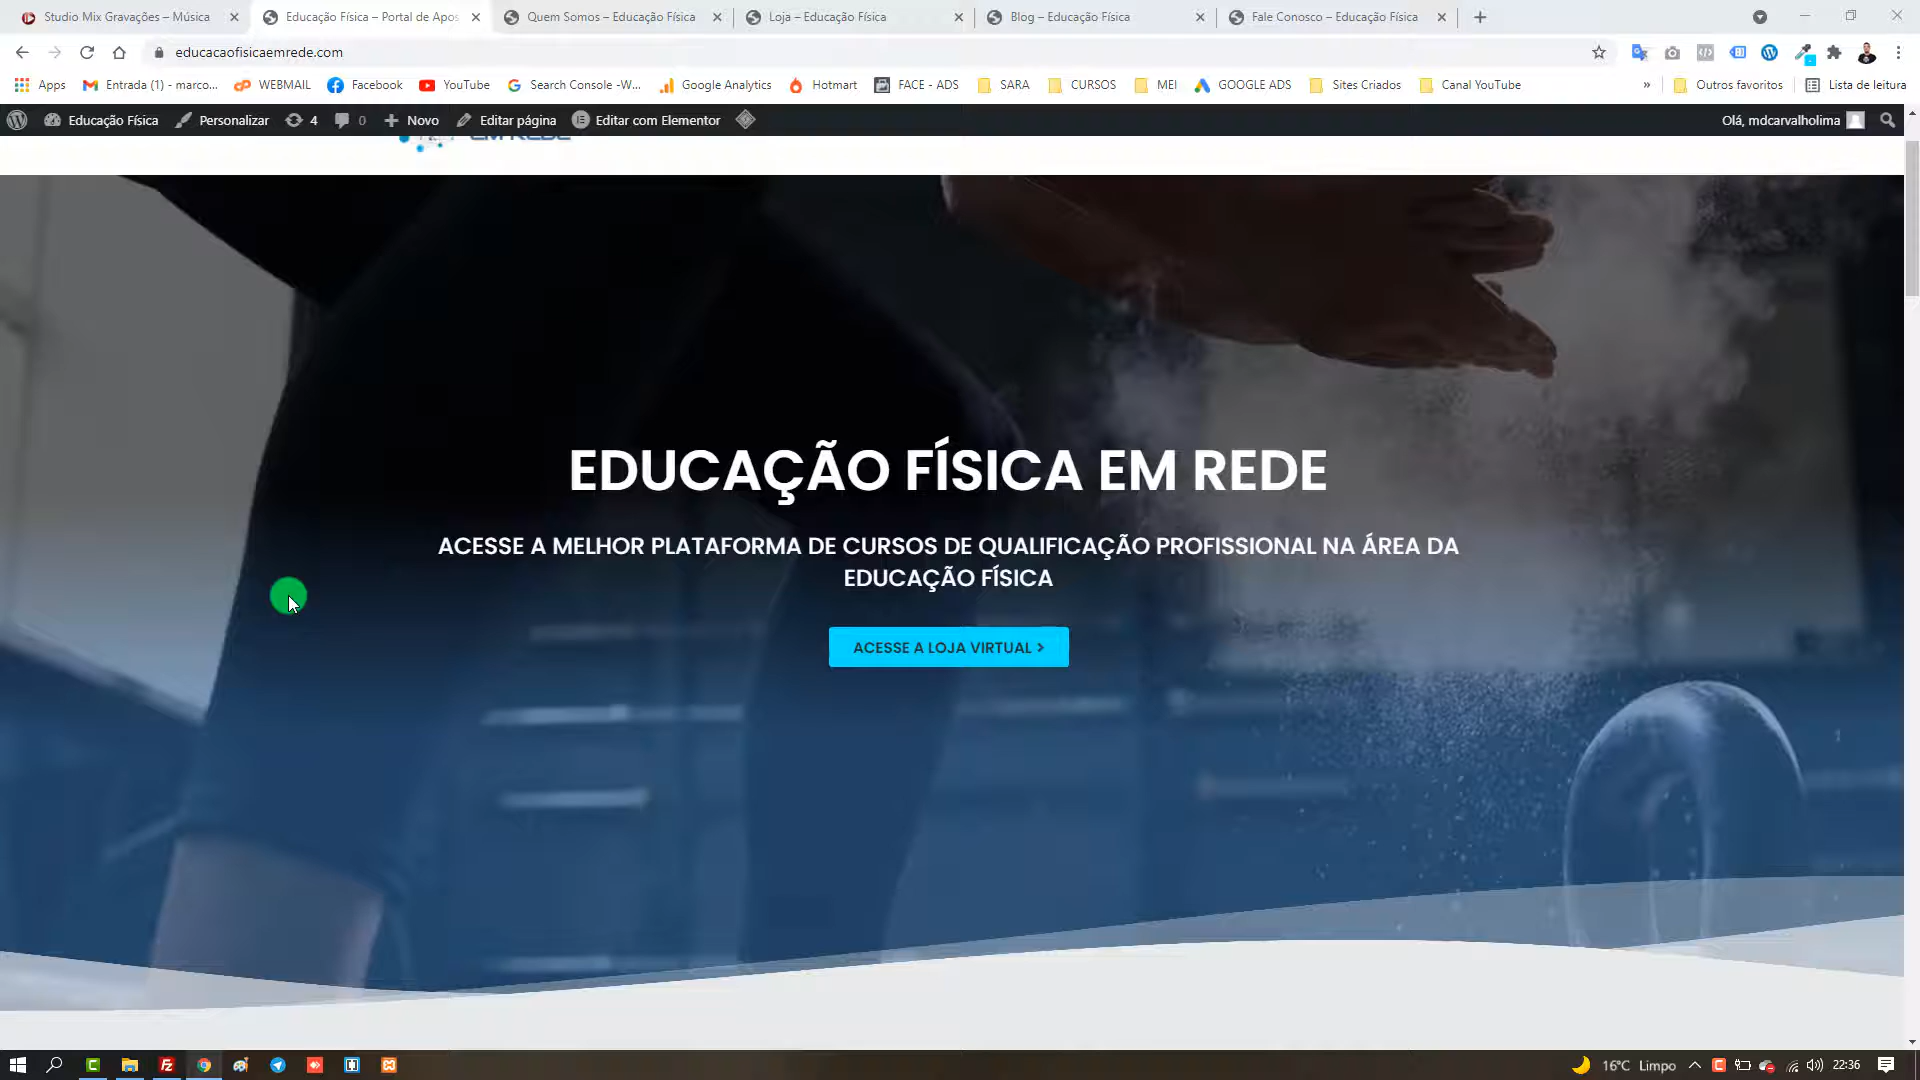 Studio Mix Gravações – Música
Educação Física – Portal de Apos
Quem Somos – Educação Física
Loja – Educação Física
Blog – Educação Física
Fale Conosco – Educação Física
educacaofisicaemrede.com
Apps
Entrada (1) - marco...
WEBMAIL
Facebook
YouTube
Search Console -W...
Google Analytics
Hotmart
FACE - ADS
SARA
CURSOS
MEI
GOOGLE ADS
Sites Criados
Canal YouTube
»
Outros favoritos
Lista de leitura
Educação Física
Personalizar
4
0
Novo
Editar página
Editar com Elementor
Olá, mdcarvalholima
EM REDE
EDUCAÇÃO FÍSICA EM REDE
ACESSE A MELHOR PLATAFORMA DE CURSOS DE QUALIFICAÇÃO PROFISSIONAL NA ÁREA DA
EDUCAÇÃO FÍSICA
ACESSE A LOJA VIRTUAL >
16°C Limpo
22:36